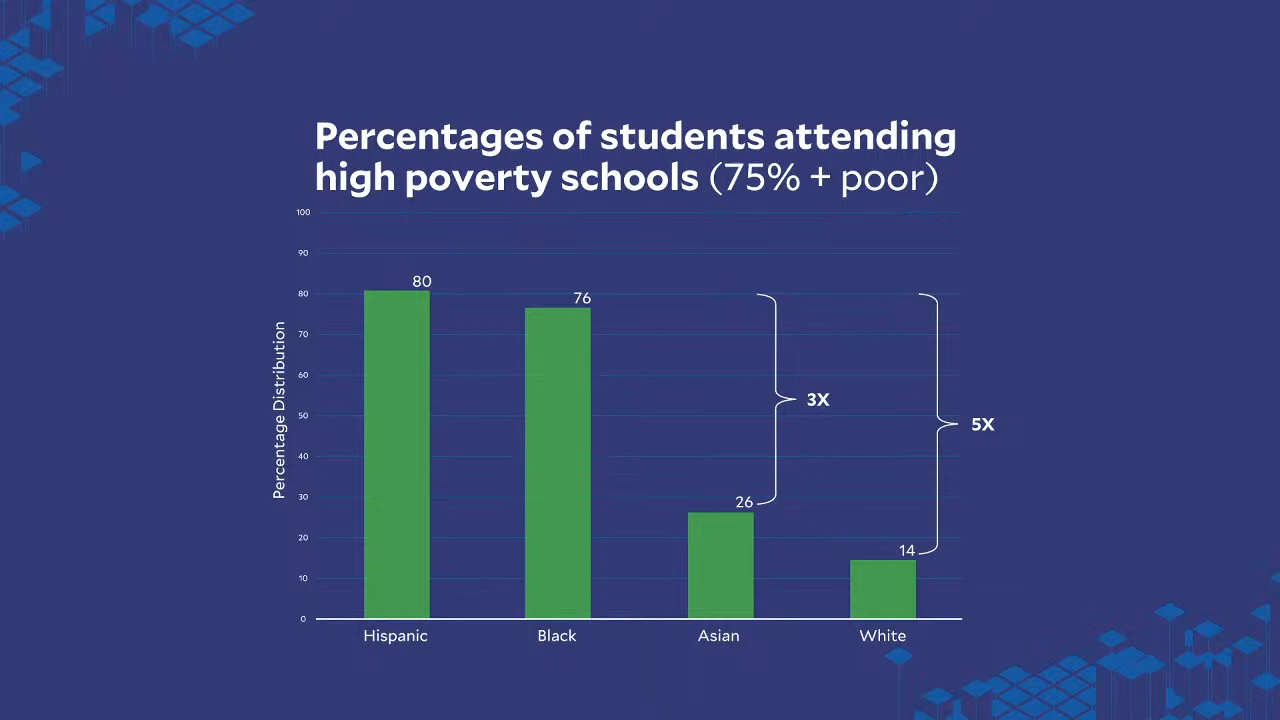 Percentages of students attending
high poverty schools (75% + poor)
100
90
80
70
60
50
40
30
20
10
0
Percentage Distribution
80
76
26
14
3X
5X
Hispanic
Black
Asian
White